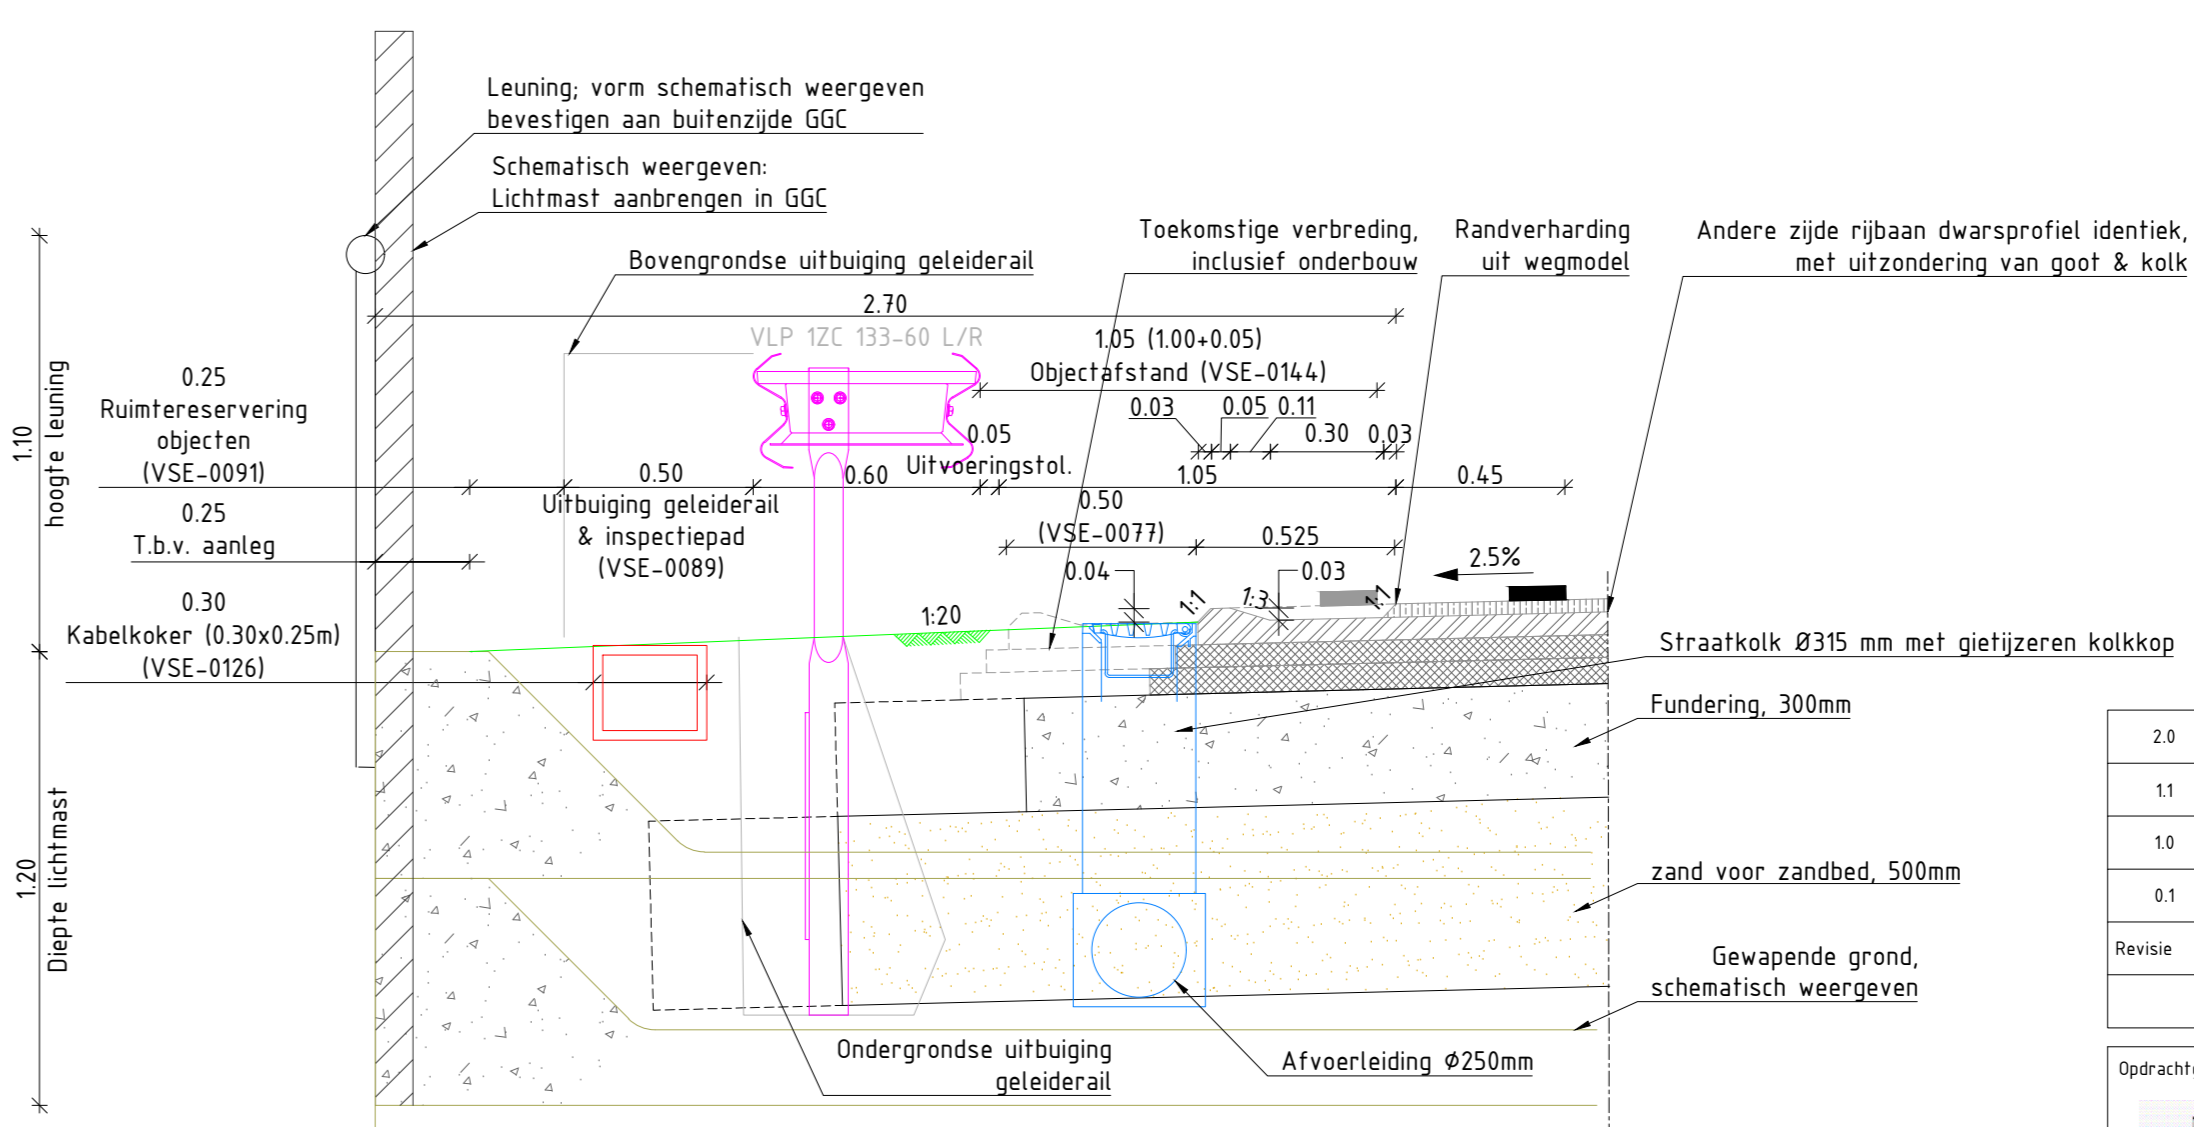 Leuning; vorm schematisch weergeven
bevestigen aan buitenzijde GGC
Schematisch weergeven:
Lichtmast aanbrengen in GGC
Bovengrondse uitbuiging geleiderail
Toekomstige verbreding,
inclusief onderbouw
Randverharding
uit wegmodel
Andere zijde rijbaan dwarsprofiel identiek,
met uitzondering van goot & kolk
2.70
VLP 1ZC 133-60 L/R
1.05 (1.00+0.05)
Objectafstand (VSE-0144)
0.03
0.05
0.11
0.30
0.03
1.10
hoogte leuning
0.25
Ruimtereservering
objecten
(VSE-0091)
0.25
T.b.v. aanleg
0.30
Kabelkoker (0.30x0.25m)
(VSE-0126)
0.50
Uitbuiging geleiderail
& inspectiepad
(VSE-0089)
0.60
0.05
Uitvoeringstol.
1.05
0.45
0.50
(VSE-0077)
0.525
2.5%
0.04
0.03
1:1
1:3
1:1
1:20
Straatkolk Ø315 mm met gietijzeren kolkkop
Fundering, 300mm
zand voor zandbed, 500mm
Gewapende grond,
schematisch weergeven
1.20
Diepte lichtmast
Ondergrondse uitbuiging
geleiderail
Afvoerleiding Ø250mm
2.0
1.1
1.0
0.1
Revisie